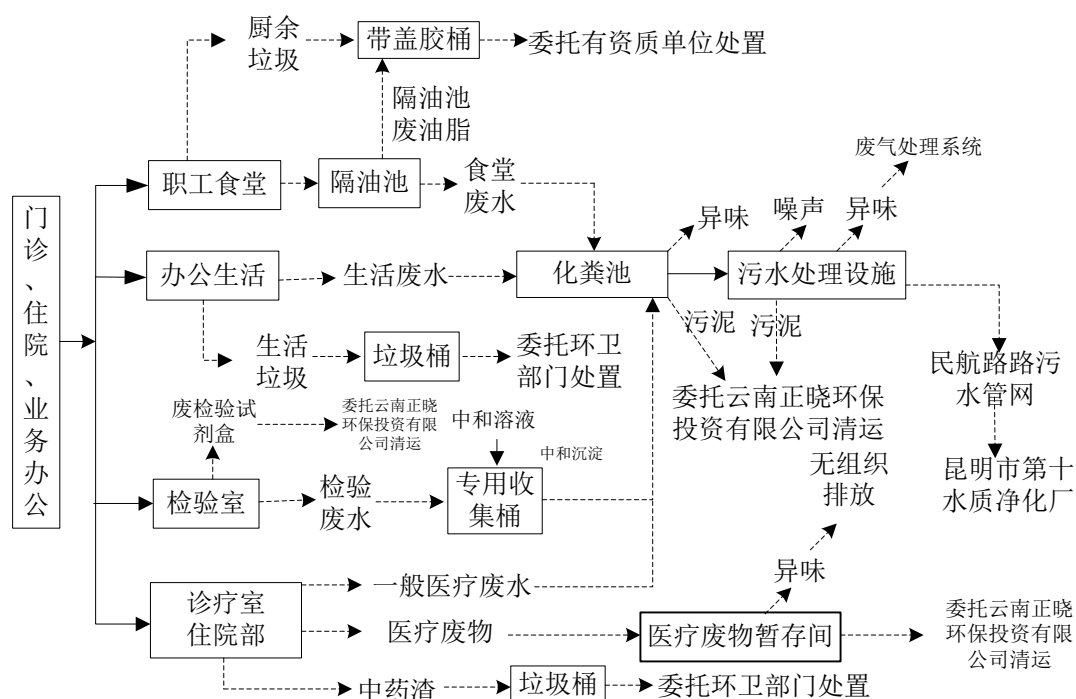 厨余
垃圾
带盖胶桶
委托有资质单位处置
隔油池
废油脂
废气处理系统
职工食堂
隔油池
食堂
废水
异味
噪声
异味
门诊、住院、业务办公
办公生活
生活废水
化粪池
污水处理设施
污泥
污泥
生活
垃圾
垃圾桶
委托环卫
部门处置
民航路路污
水管网
委托云南正晓环保
投资有限公司清运
废检验试
剂盒
委托云南正晓
环保投资有限
公司清运
中和溶液
中和沉淀
无组织
排放
昆明市第十
水质净化厂
检验室
检验
废水
专用收
集桶
异味
诊疗室
住院部
一般医疗废水
医疗废物
医疗废物暂存间
委托云南正晓
环保投资有限
公司清运
中药渣
垃圾桶
委托环卫部门处置